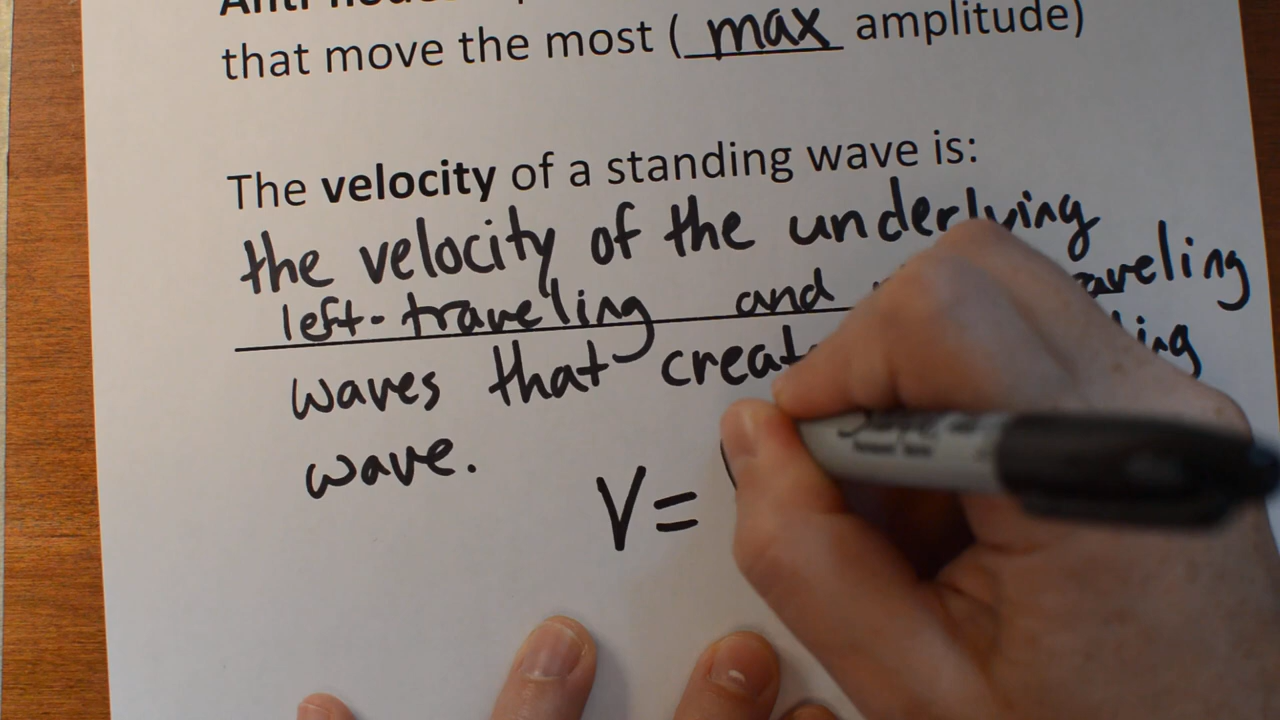 that move the most ( max amplitude)
The velocity of a standing wave is:
the velocity of the underlying
left-traveling and
waves that
wave.
V=